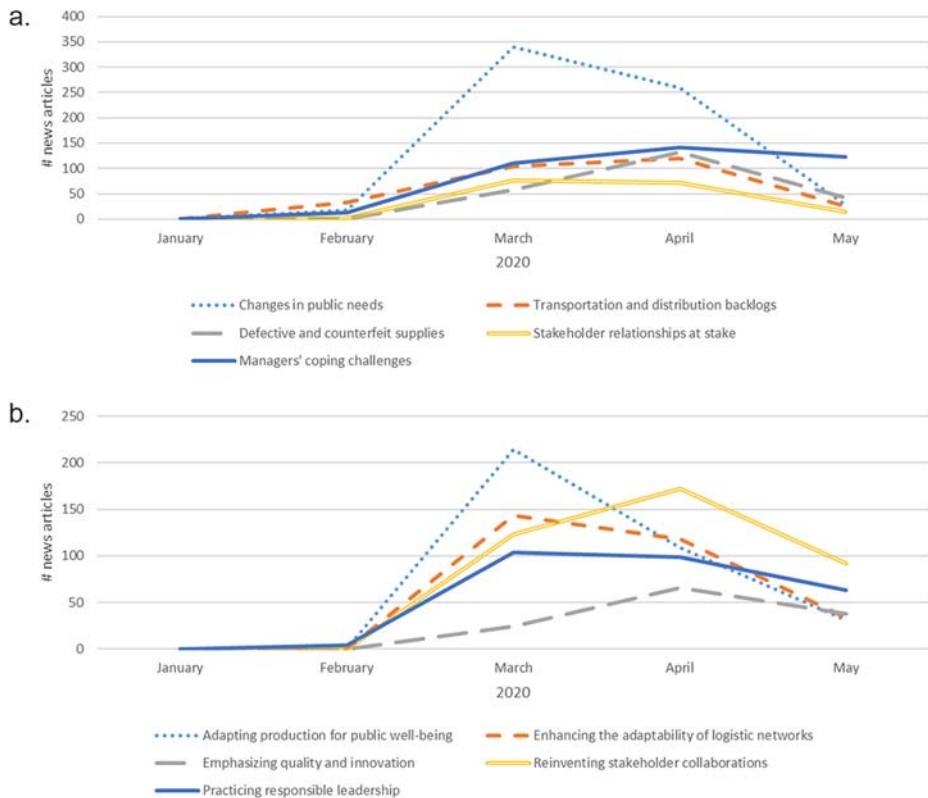 a.
400
350
300
250
200
150
100
50
0
# news articles
January February March April May
2020
Changes in public needs Transportation and distribution backlogs
Defective and counterfeit supplies Stakeholder relationships at stake
Managers' coping challenges
b.
250
200
150
100
50
0
# news articles
January February March April May
2020
Adapting production for public well-being Enhancing the adaptability of logistic networks
Emphasizing quality and innovation Reinventing stakeholder collaborations
Practicing responsible leadership